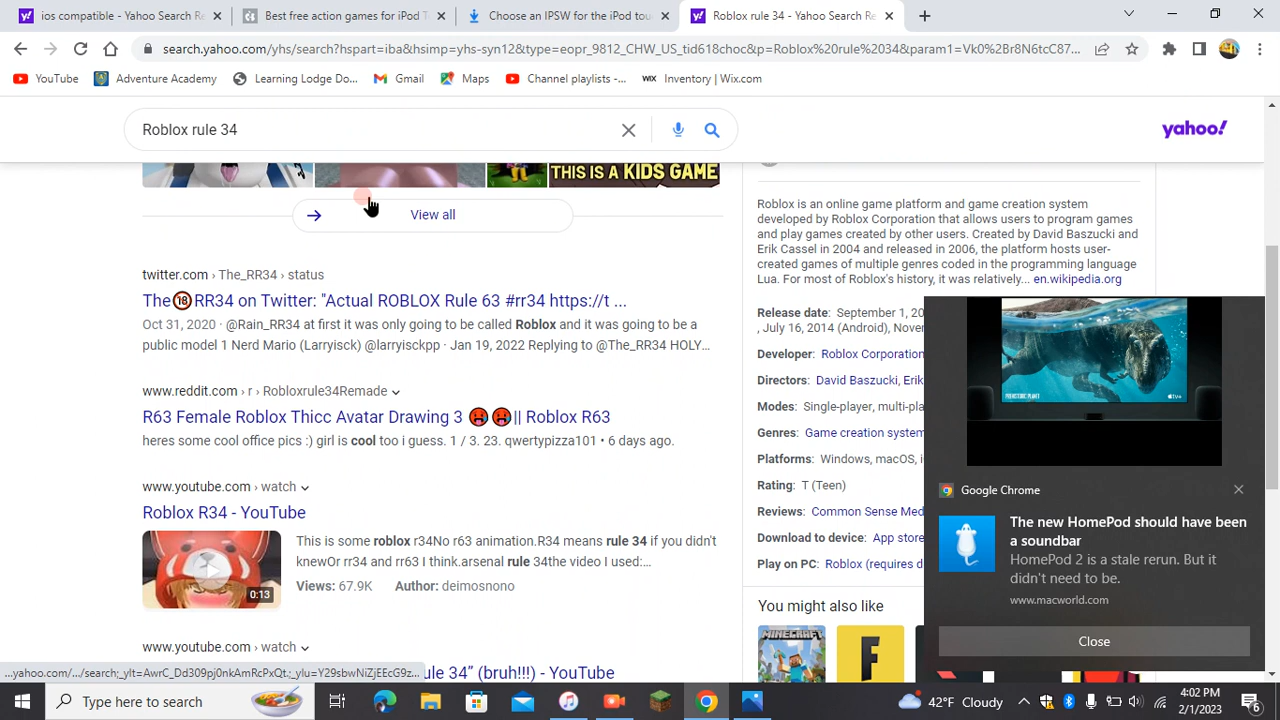 ios compatible - Yahoo Search Re
Best free action games for iPod T
Choose an IPSW for the iPod tou
Roblox rule 34 - Yahoo Search Re
search.yahoo.com/yhs/search?hspart=iba&hsimp=yhs-syn12&type=eopr_9812_CHW_US_tid618choc&p=Roblox%20rule%2034&param1=Vk0%2Br8N6tcC87...
YouTube
Adventure Academy
Learning Lodge Do...
Gmail
Maps
Channel playlists -...
WiX Inventory | Wix.com
Roblox rule 34
yahoo!
THIS IS A KIDS GAME
View all
twitter.com › The_RR34 › status
The🔞RR34 on Twitter: "Actual ROBLOX Rule 63 #rr34 https://t ...
Oct 31, 2020 · @Rain_RR34 at first it was only going to be called Roblox and it was going to be a
public model 1 Nerd Mario (Larryisck) @larryisckpp · Jan 19, 2022 Replying to @The_RR34 HOLY...
www.reddit.com › r › Robloxrule34Remade
R63 Female Roblox Thicc Avatar Drawing 3 🥵🥵|| Roblox R63
heres some cool office pics :) girl is cool too i guess. 1 / 3. 23. qwertypizza101 • 6 days ago.
www.youtube.com › watch
Roblox R34 - YouTube
This is some roblox r34No r63 animation.R34 means rule 34 if you didn't
knewOr rr34 and rr63 I think.arsenal rule 34the video I used:...
Views: 67.9K Author: deimosnono
0:13
www.youtube.com › watch
ule 34” (bruh!!!) - YouTube
...yahoo.com/.../search;_ylt=AwrC_Dd309pj0nkAmRcPxQt.;_ylu=Y29sbwNiZjEEcG9z...
Roblox is an online game platform and game creation system
developed by Roblox Corporation that allows users to program games
and play games created by other users. Created by David Baszucki and
Erik Cassel in 2004 and released in 2006, the platform hosts user-
created games of multiple genres coded in the programming language
Lua. For most of Roblox's history, it was relatively... en.wikipedia.org
Release date: September 1, 20
, July 16, 2014 (Android), Nove
Developer: Roblox Corporation
Directors: David Baszucki, Erik
Modes: Single-player, multi-pla
Genres: Game creation system
Platforms: Windows, macOS, i
Rating: T (Teen)
Reviews: Common Sense Med
Download to device: App store
Play on PC: Roblox (requires d
You might also like
MINECRAFT
PREHISTORIC PLANET
tv+
Google Chrome
The new HomePod should have been
a soundbar
HomePod 2 is a stale rerun. But it
didn't need to be.
www.macworld.com
Close
Type here to search
42°F Cloudy
4:02 PM
2/1/2023
6